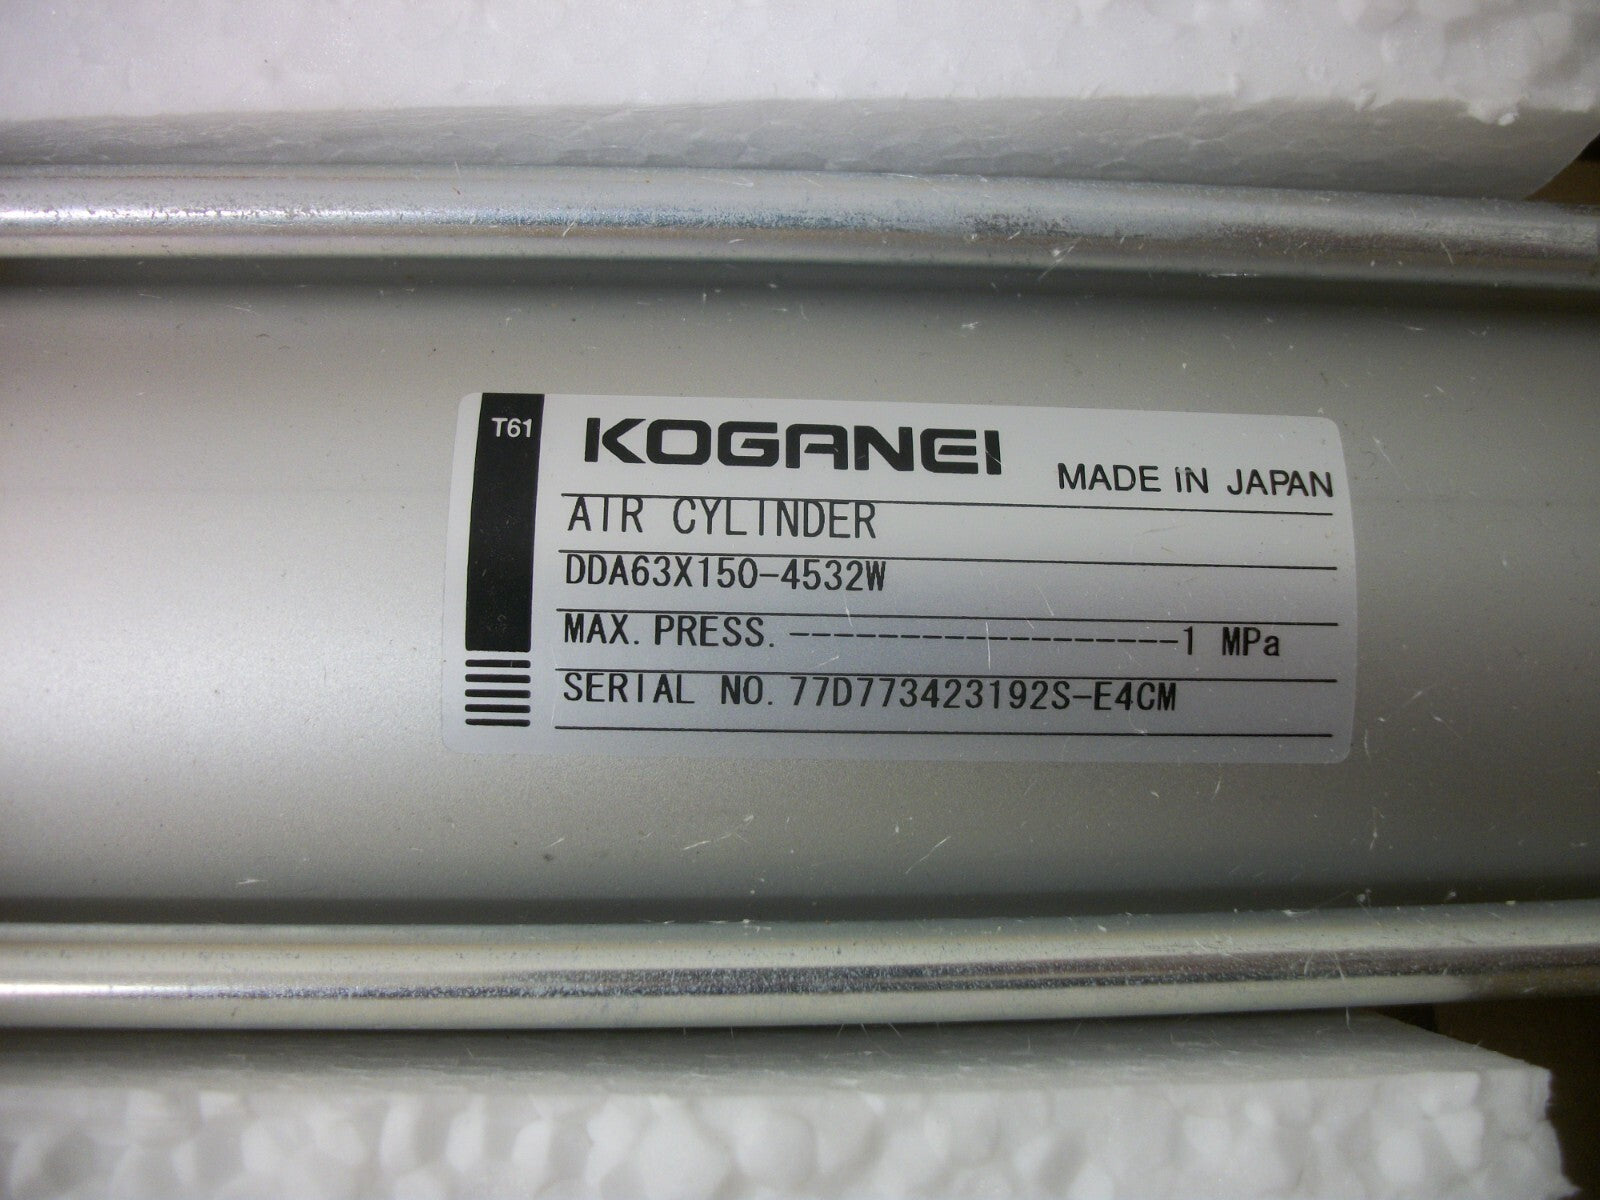 T61
KOGANEI MADE IN JAPAN
AIR CYLINDER
DDA63X150-4532W
MAX. PRESS. ------------------1 MPa
SERIAL NO. 77D773423192S-E4CM